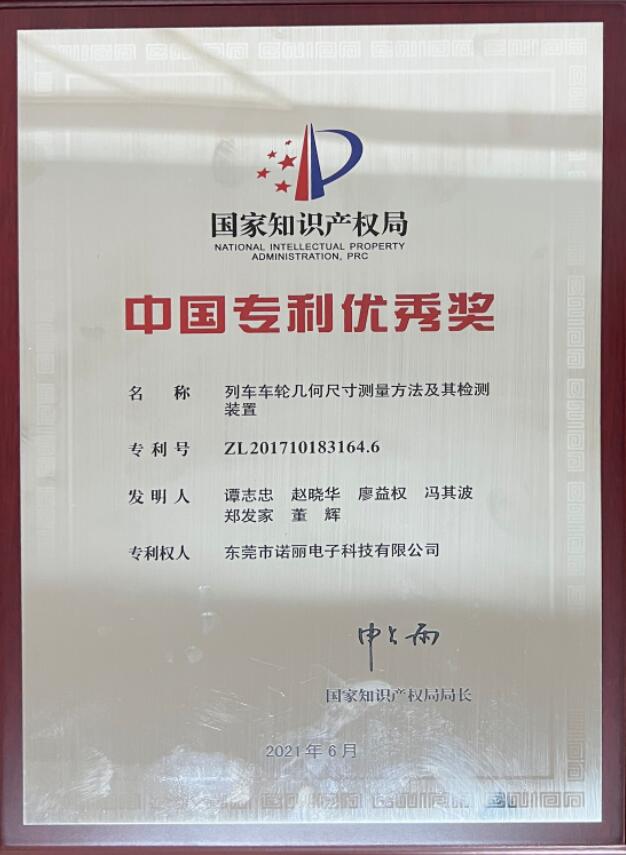 国家知识产权局
NATIONAL INTELLECTUAL PROPERTY
ADMINISTRATION, PRC
中国专利优秀奖
名 称 列车车轮几何尺寸测量方法及其检测
装置
专 利 号 ZL201710183164.6
发 明 人 谭志忠 赵晓华 廖益权 冯其波
郑发家 董 辉
专利权人 东莞市诺丽电子科技有限公司
申长雨
国家知识产权局局长
2021年6月